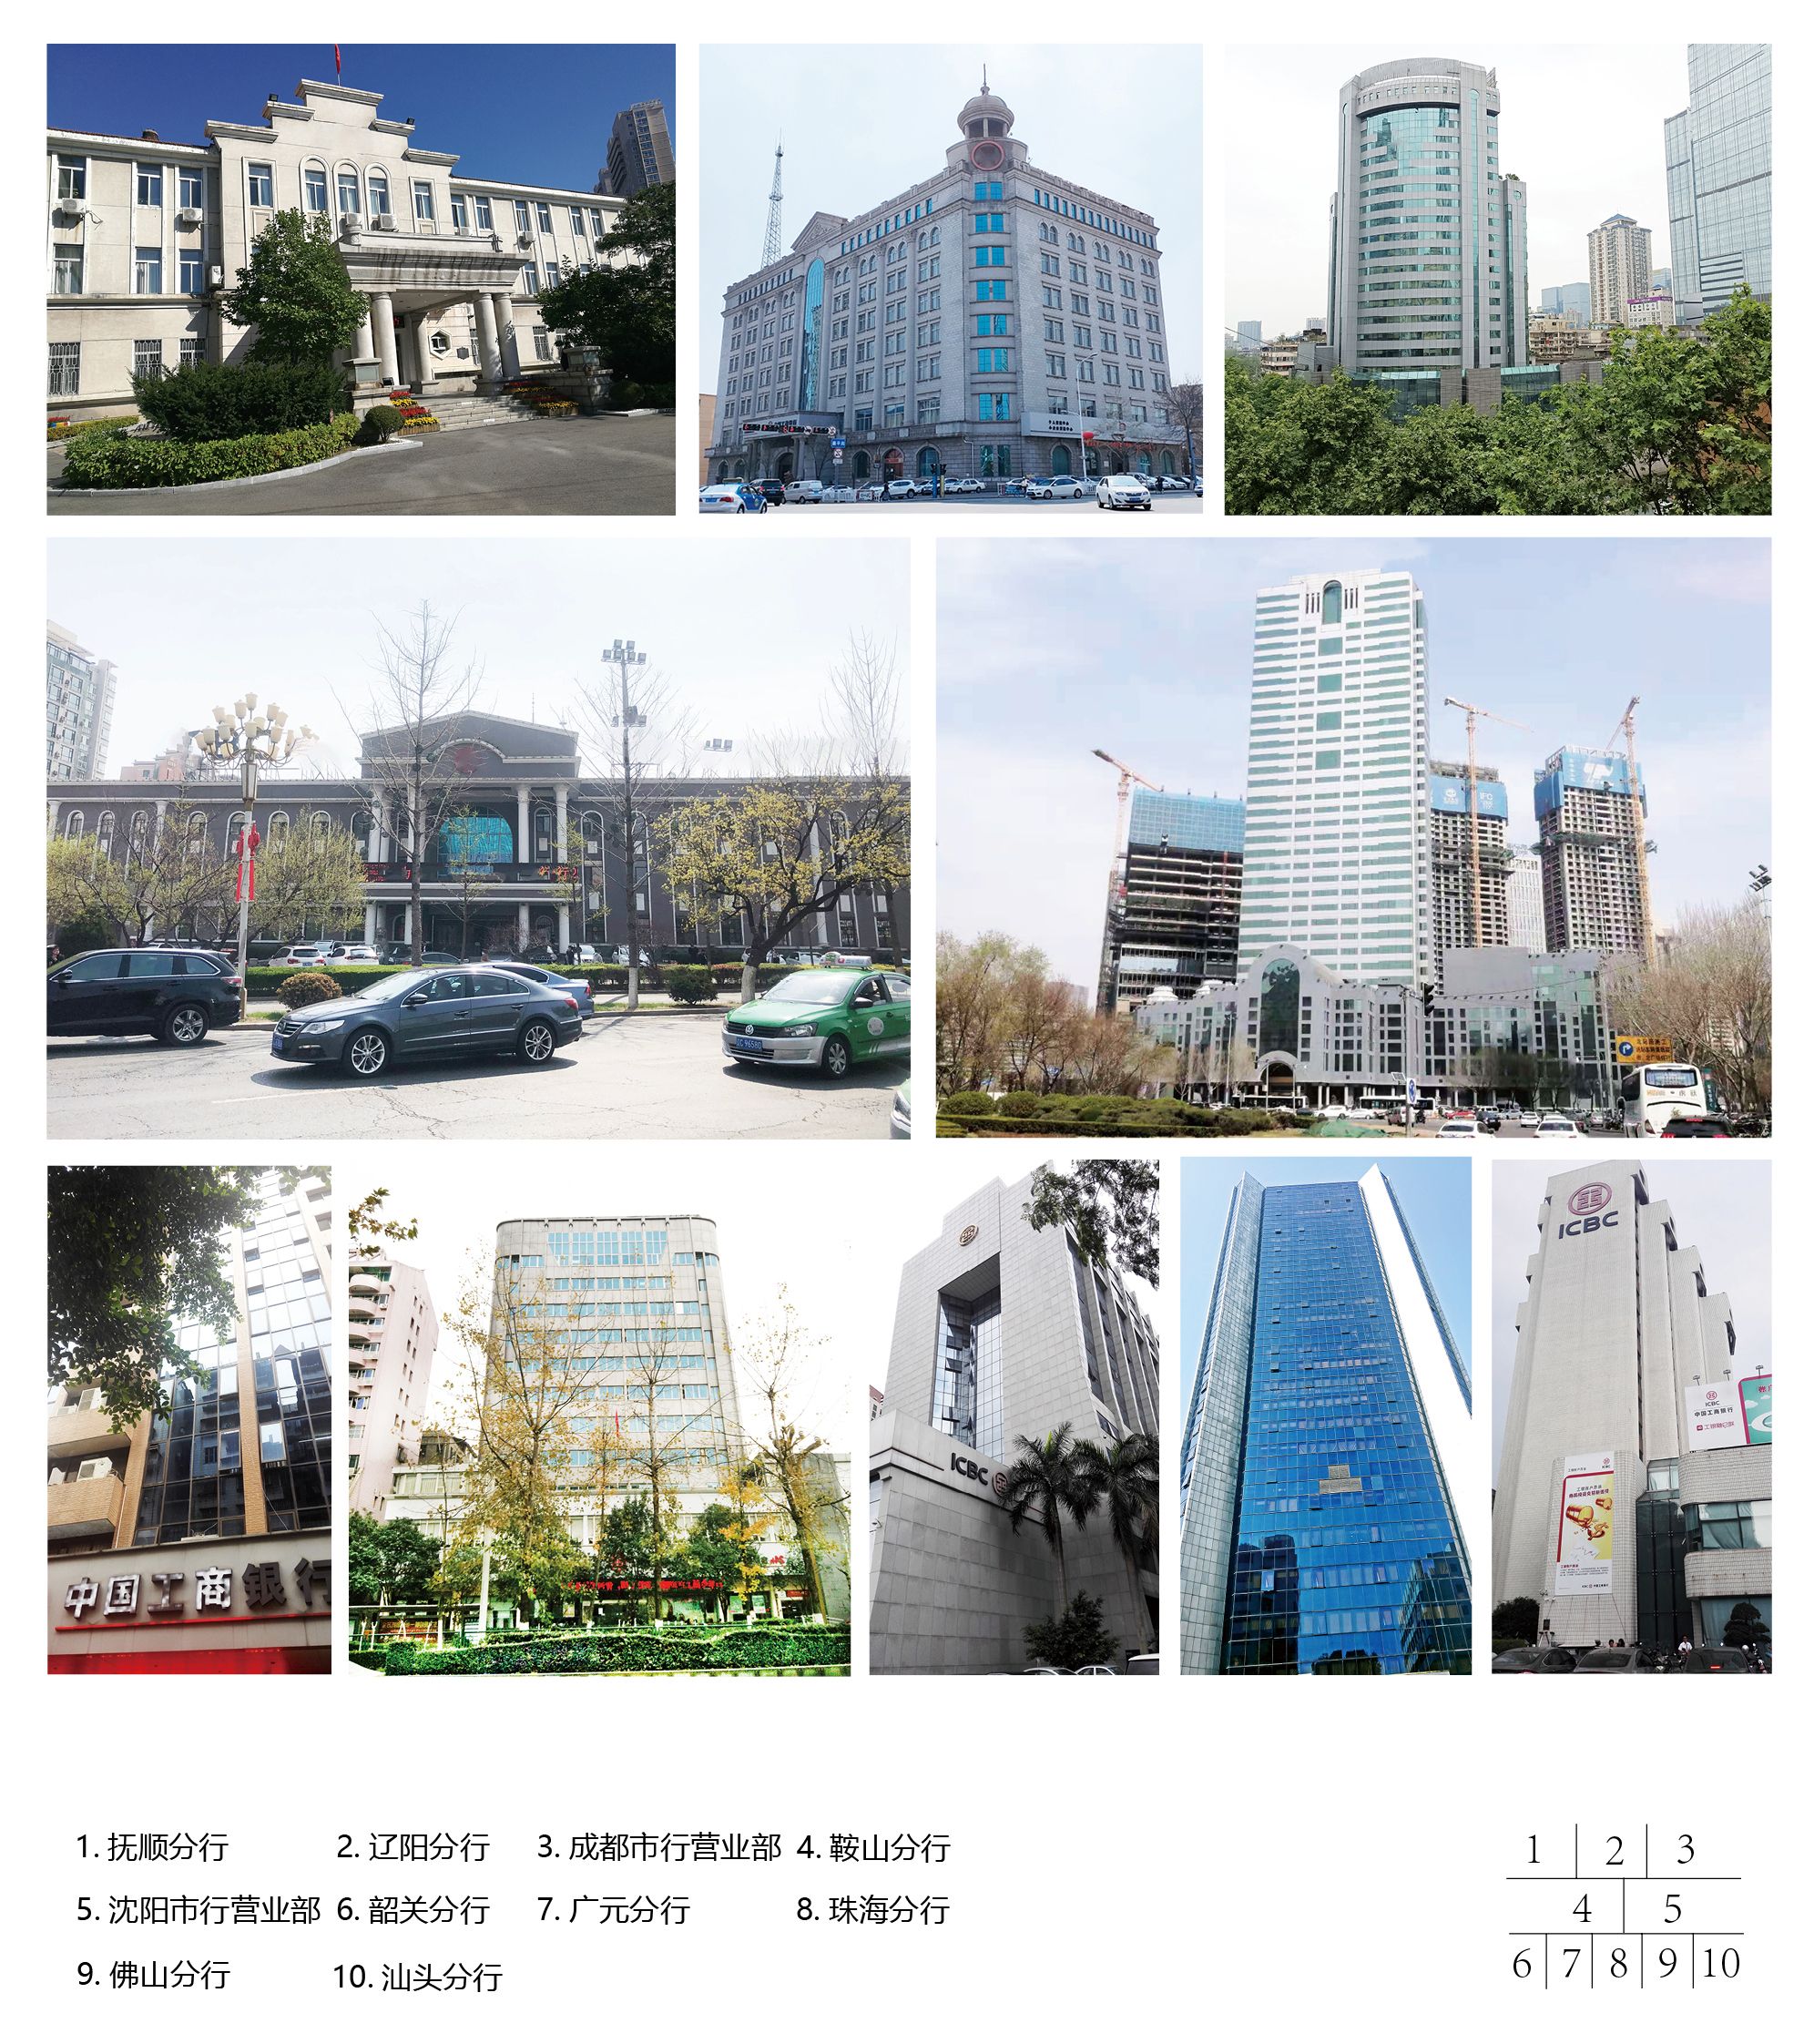 ICBC
ICBC
ICBC
中国工商银行
中国工商银行
1. 抚顺分行
2. 辽阳分行
3. 成都市行营业部
4. 鞍山分行
5. 沈阳市行营业部
6. 韶关分行
7. 广元分行
8. 珠海分行
9. 佛山分行
10. 汕头分行
1 2 3
4 5
6 7 8 9 10